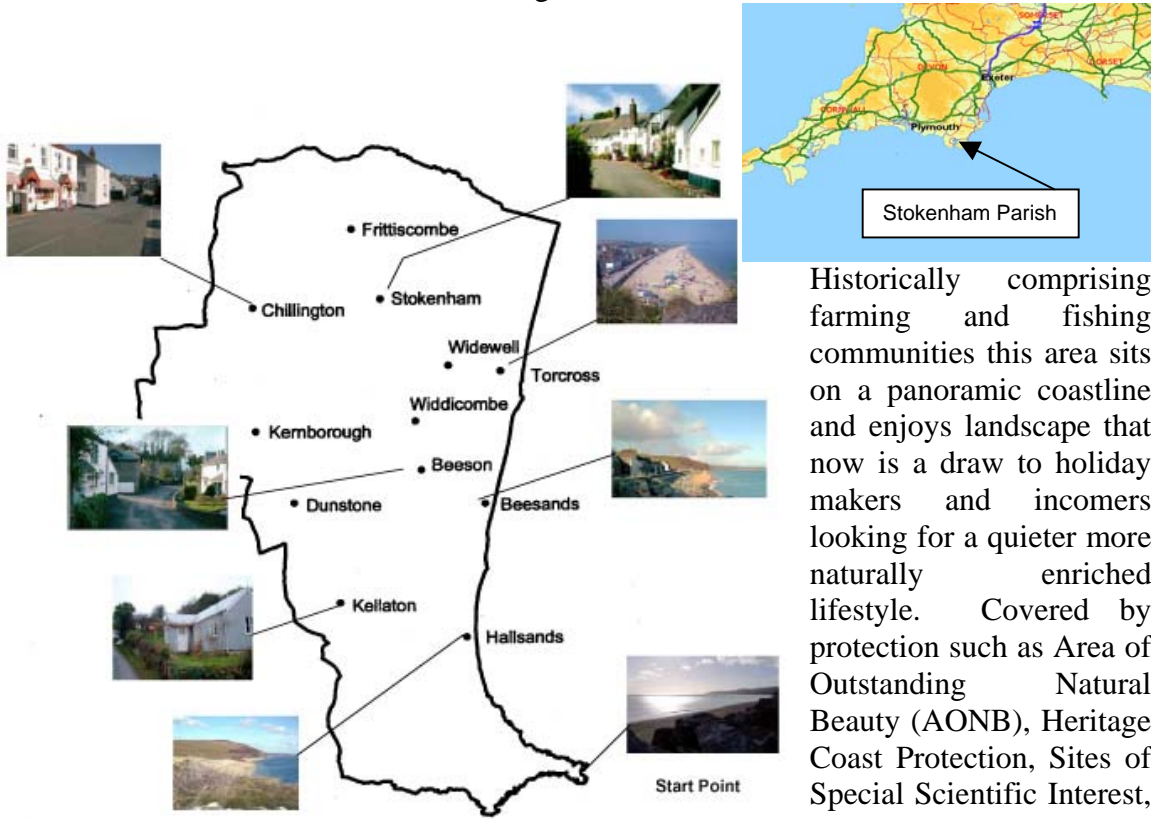 SOMERSET
DEVON
DORSET
Exeter
CORNWALL
Plymouth
Stokenham Parish
Frittiscombe
Stokenham
Chillington
Widewell
Torcross
Widdicombe
Kernborough
Beeson
Dunstone
Beesands
Kellaton
Hallsands
Start Point
Historically comprising
farming and fishing
communities this area sits
on a panoramic coastline
and enjoys landscape that
now is a draw to holiday
makers and incomers
looking for a quieter more
naturally enriched
lifestyle. Covered by
protection such as Area of
Outstanding Natural
Beauty (AONB), Heritage
Coast Protection, Sites of
Special Scientific Interest,